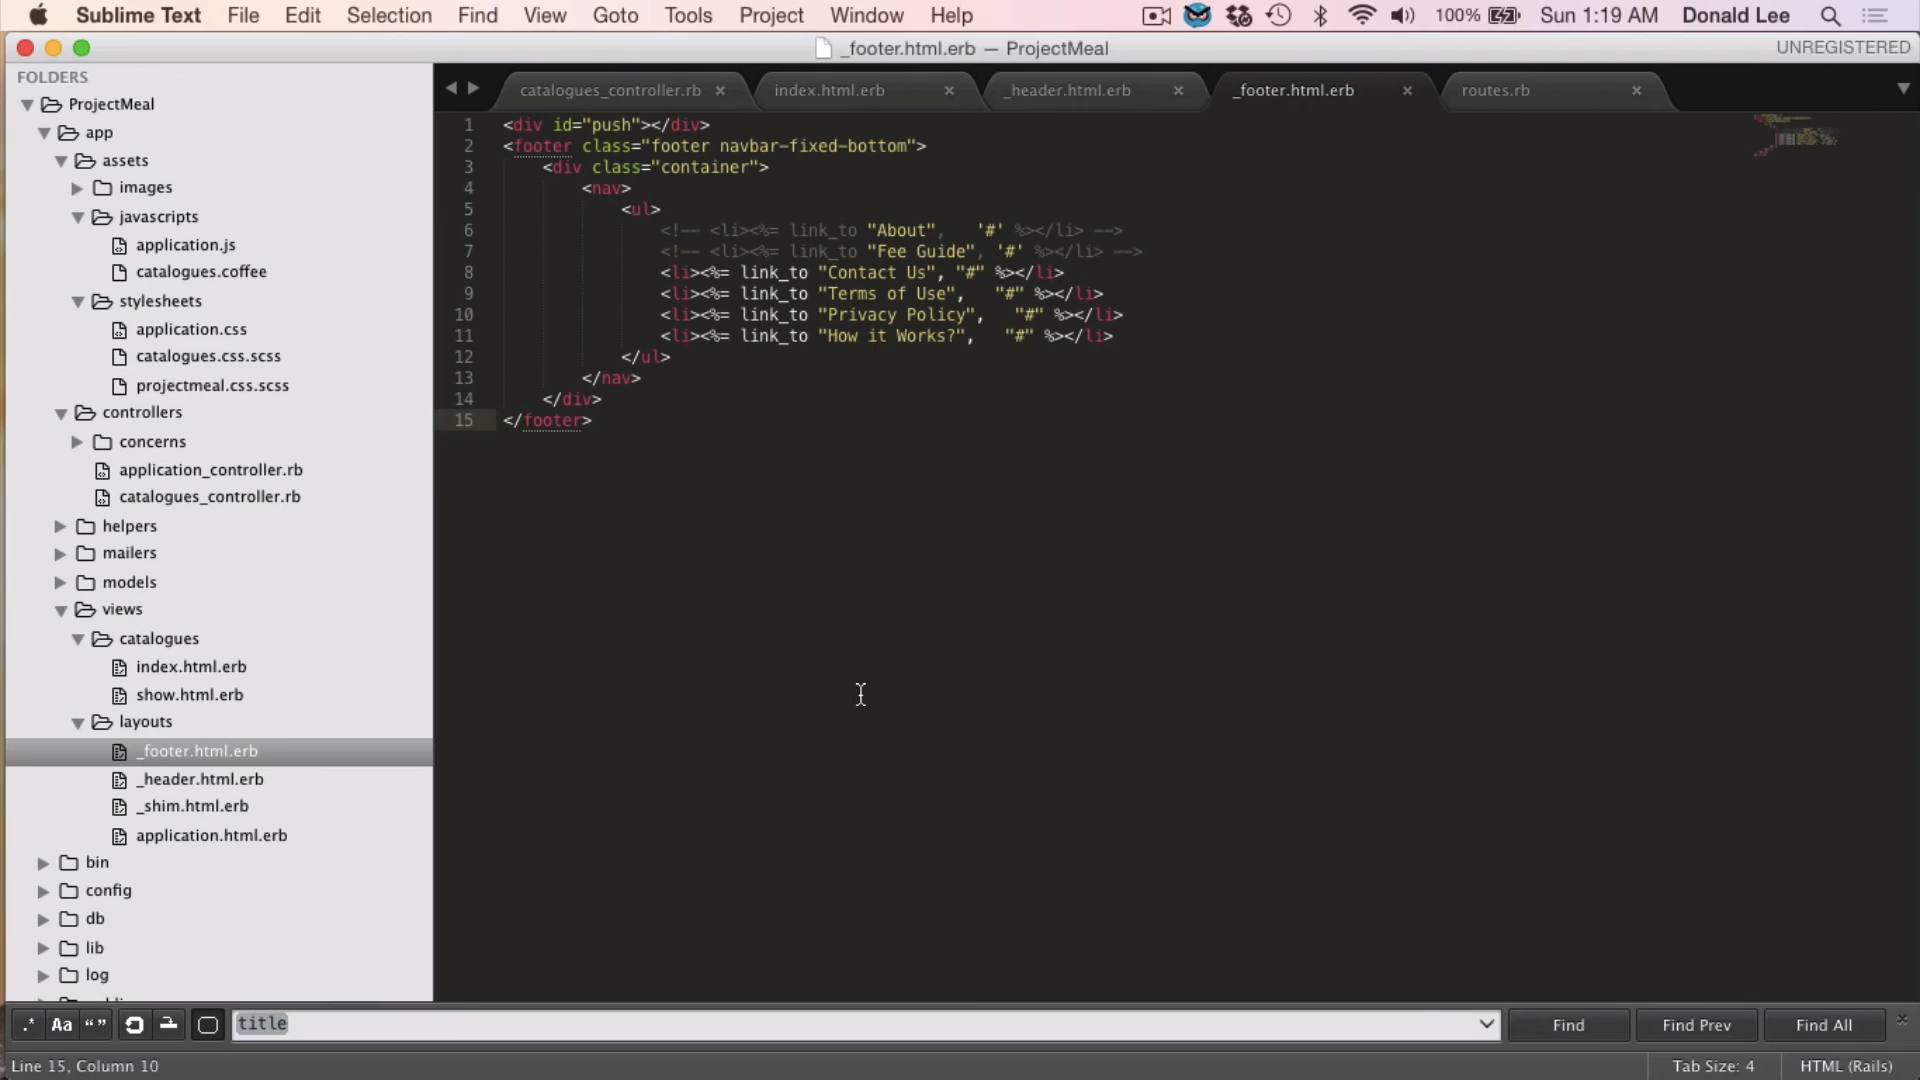 Sublime Text File Edit Selection Find View Goto Tools Project Window Help 100% Sun 1:19 AM Donald Lee
_footer.html.erb — ProjectMeal UNREGISTERED
FOLDERS
ProjectMeal
app
assets
images
javascripts
application.js
catalogues.coffee
stylesheets
application.css
catalogues.css.scss
projectmeal.css.scss
controllers
concerns
application_controller.rb
catalogues_controller.rb
helpers
mailers
models
views
catalogues
index.html.erb
show.html.erb
layouts
_footer.html.erb
_header.html.erb
_shim.html.erb
application.html.erb
bin
config
db
lib
log
catalogues_controller.rb × index.html.erb × _header.html.erb × _footer.html.erb × routes.rb ×
1 <div id="push"></div>
2 <footer class="footer navbar-fixed-bottom">
3 <div class="container">
4 <nav>
5 <ul>
6 <!-- <li><%= link_to "About", '#' %></li> -->
7 <!-- <li><%= link_to "Fee Guide", '#' %></li> -->
8 <li><%= link_to "Contact Us", "#" %></li>
9 <li><%= link_to "Terms of Use", "#" %></li>
10 <li><%= link_to "Privacy Policy", "#" %></li>
11 <li><%= link_to "How it Works?", "#" %></li>
12 </ul>
13 </nav>
14 </div>
15 </footer>
.* Aa “” title Find Find Prev Find All ×
Line 15, Column 10 Tab Size: 4 HTML (Rails)